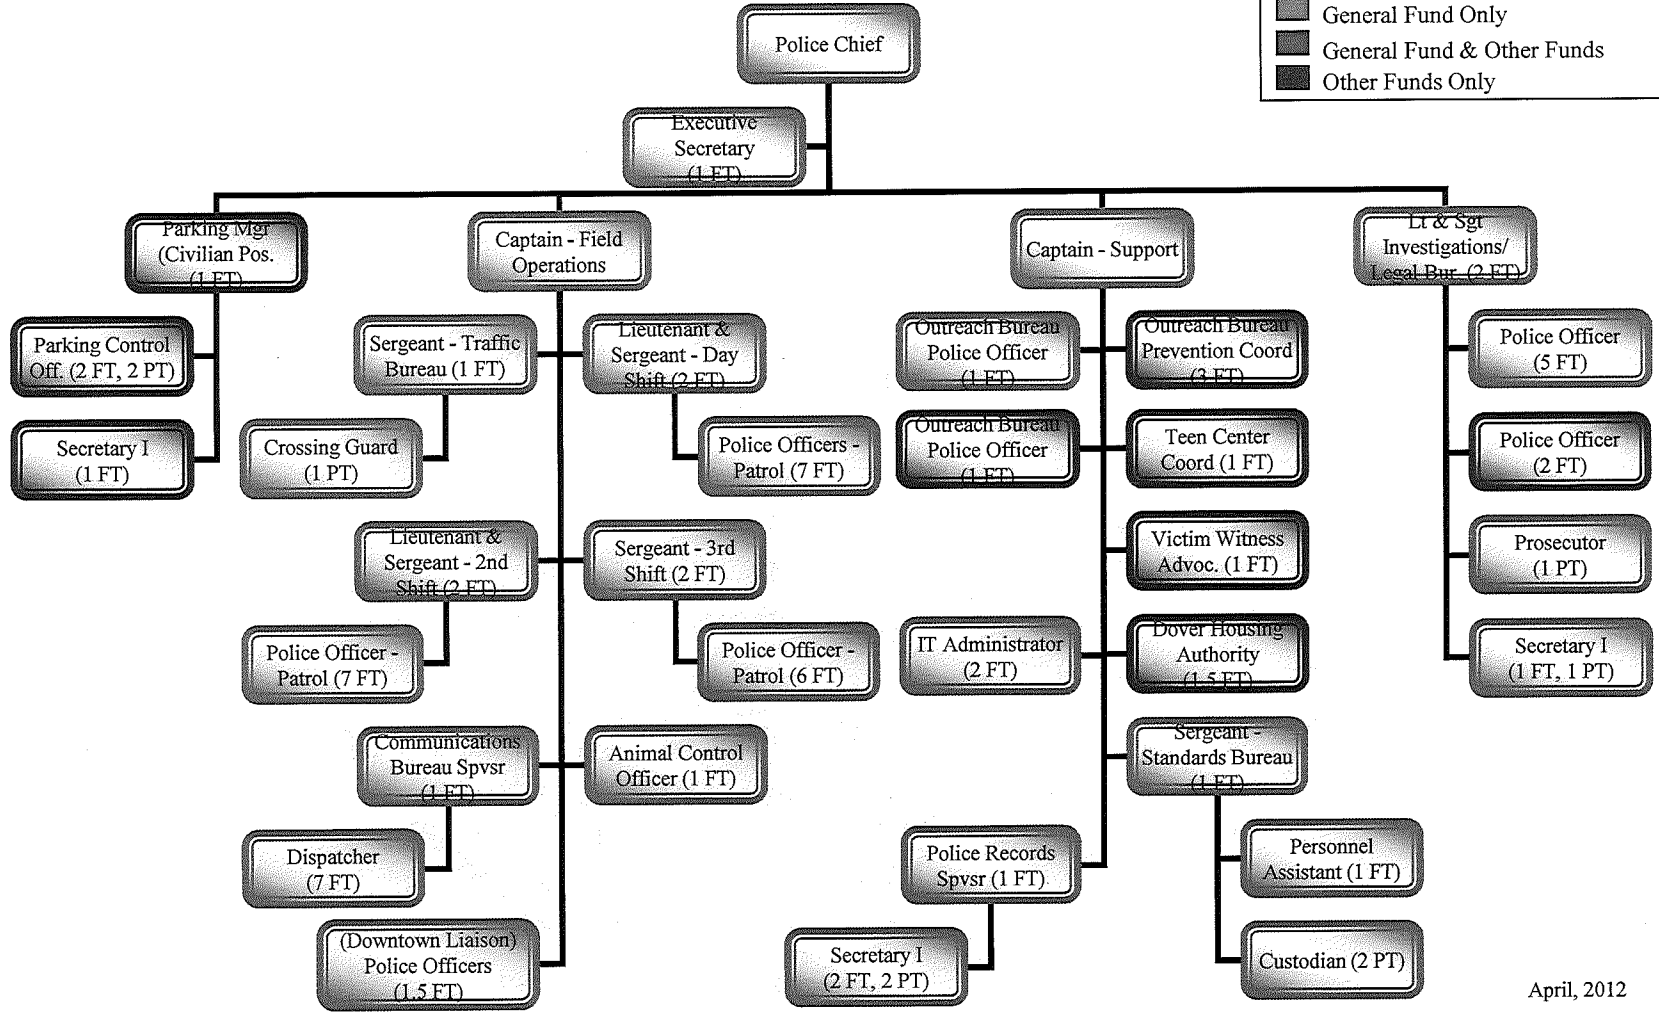 General Fund Only
General Fund & Other Funds
Other Funds Only
Police Chief
Executive
Secretary
(1 FT)
Parking Mgr
(Civilian Pos.
(1 FT)
Captain - Field
Operations
Captain - Support
Lt & Sgt
Investigations/
Legal Bur. (2 FT)
Parking Control
Off. (2 FT, 2 PT)
Secretary I
(1 FT)
Sergeant - Traffic
Bureau (1 FT)
Lieutenant &
Sergeant - Day
Shift (2 FT)
Crossing Guard
(1 PT)
Police Officers -
Patrol (7 FT)
Lieutenant &
Sergeant - 2nd
Shift (2 FT)
Sergeant - 3rd
Shift (2 FT)
Police Officer -
Patrol (7 FT)
Police Officer -
Patrol (6 FT)
Communications
Bureau Spvsr
(1 FT)
Animal Control
Officer (1 FT)
Dispatcher
(7 FT)
(Downtown Liaison)
Police Officers
(1.5 FT)
Outreach Bureau
Police Officer
(1 FT)
Outreach Bureau
Prevention Coord
(3 FT)
Outreach Bureau
Police Officer
(1 FT)
Teen Center
Coord (1 FT)
Victim Witness
Advoc. (1 FT)
IT Administrator
(2 FT)
Dover Housing
Authority
(1.5 FT)
Sergeant -
Standards Bureau
(1 FT)
Police Records
Spvsr (1 FT)
Secretary I
(2 FT, 2 PT)
Personnel
Assistant (1 FT)
Custodian (2 PT)
Police Officer
(5 FT)
Police Officer
(2 FT)
Prosecutor
(1 PT)
Secretary I
(1 FT, 1 PT)
April, 2012